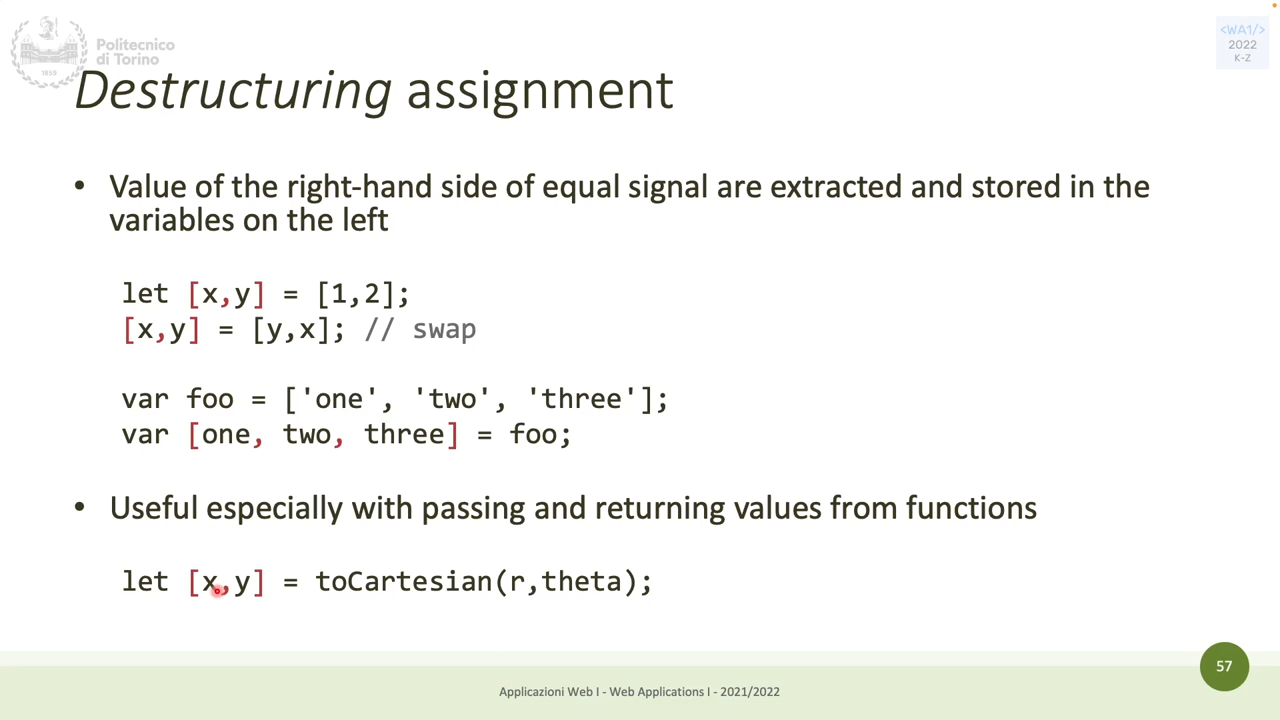 Politecnico
di Torino
1859
<WA1/>
2022
K-Z
Destructuring assignment
• Value of the right-hand side of equal signal are extracted and stored in the
variables on the left
let [x,y] = [1,2];
[x,y] = [y,x]; // swap
var foo = ['one', 'two', 'three'];
var [one, two, three] = foo;
• Useful especially with passing and returning values from functions
let [x,y] = toCartesian(r,theta);
57
Applicazioni Web I - Web Applications I - 2021/2022